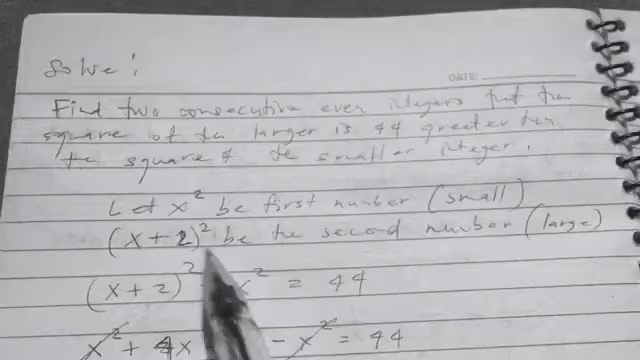 Solve:
DATE:
Find two consecutive even integers that the
square of the larger is 44 greater than
the square of the smaller integer.
Let x² be first number (small)
(x+2)² be the second number (large)
(x+2)² x² = 44
x² + 4x - x² = 44